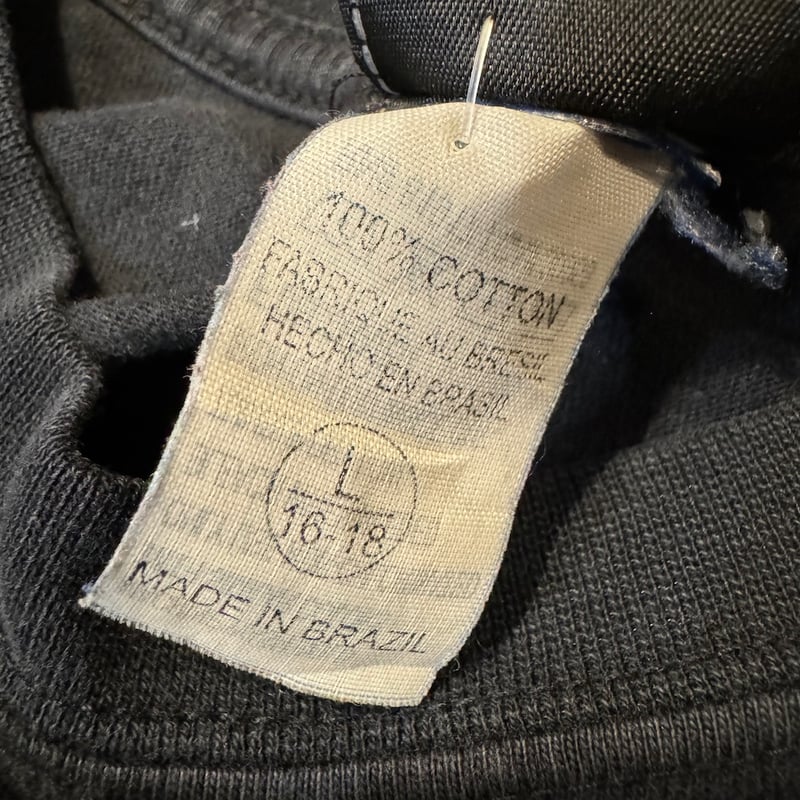 100% COTTON
FABRIQUE AU BRESIL
HECHO EN BRASIL
L
16-18
MADE IN BRAZIL